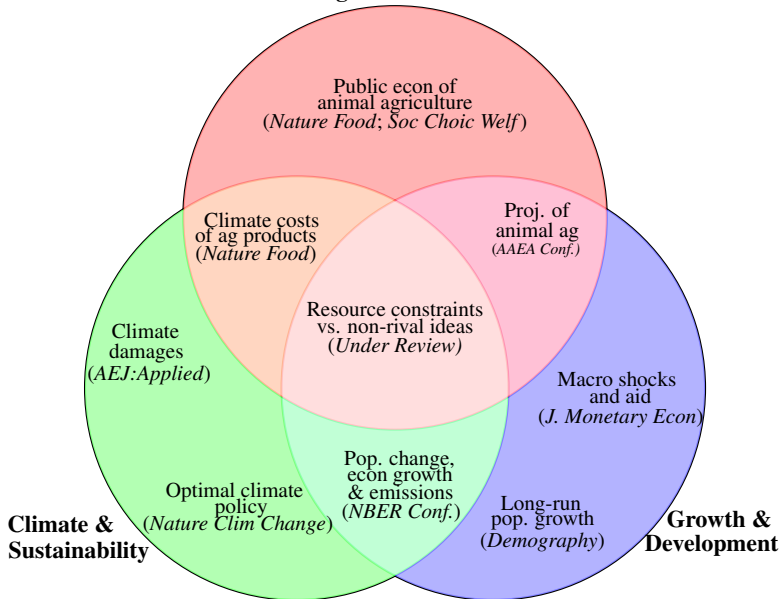 Public econ of
animal agriculture
(Nature Food; Soc Choic Welf)
Climate costs
of ag products
(Nature Food)
Proj. of
animal ag
(AAEA Conf.)
Resource constraints
vs. non-rival ideas
(Under Review)
Climate
damages
(AEJ:Applied)
Macro shocks
and aid
(J. Monetary Econ)
Pop. change,
econ growth
& emissions
(NBER Conf.)
Optimal climate
policy
(Nature Clim Change)
Long-run
pop. growth
(Demography)
Climate &
Sustainability
Growth &
Development